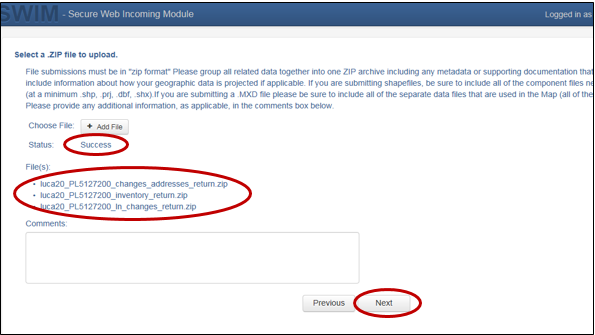 SWIM - Secure Web Incoming Module
Logged in as
Select a .ZIP file to upload.
File submissions must be in "zip format" Please group all related data together into one ZIP archive including any metadata or supporting documentation that
include information about how your geographic data is projected if applicable. If you are submitting shapefiles, be sure to include all of the component files
(at a minimum .shp, .prj, .dbf, .shx).If you are submitting a .MXD file please be sure to include all of the separate data files that are used in the Map (all of the
Please provide any additional information, as applicable, in the comments box below.
Choose File: + Add File
Status: Success
File(s):
• luca20_PL5127200_changes_addresses_return.zip
• luca20_PL5127200_inventory_return.zip
• luca20_PL5127200_ln_changes_return.zip
Comments:
Previous Next